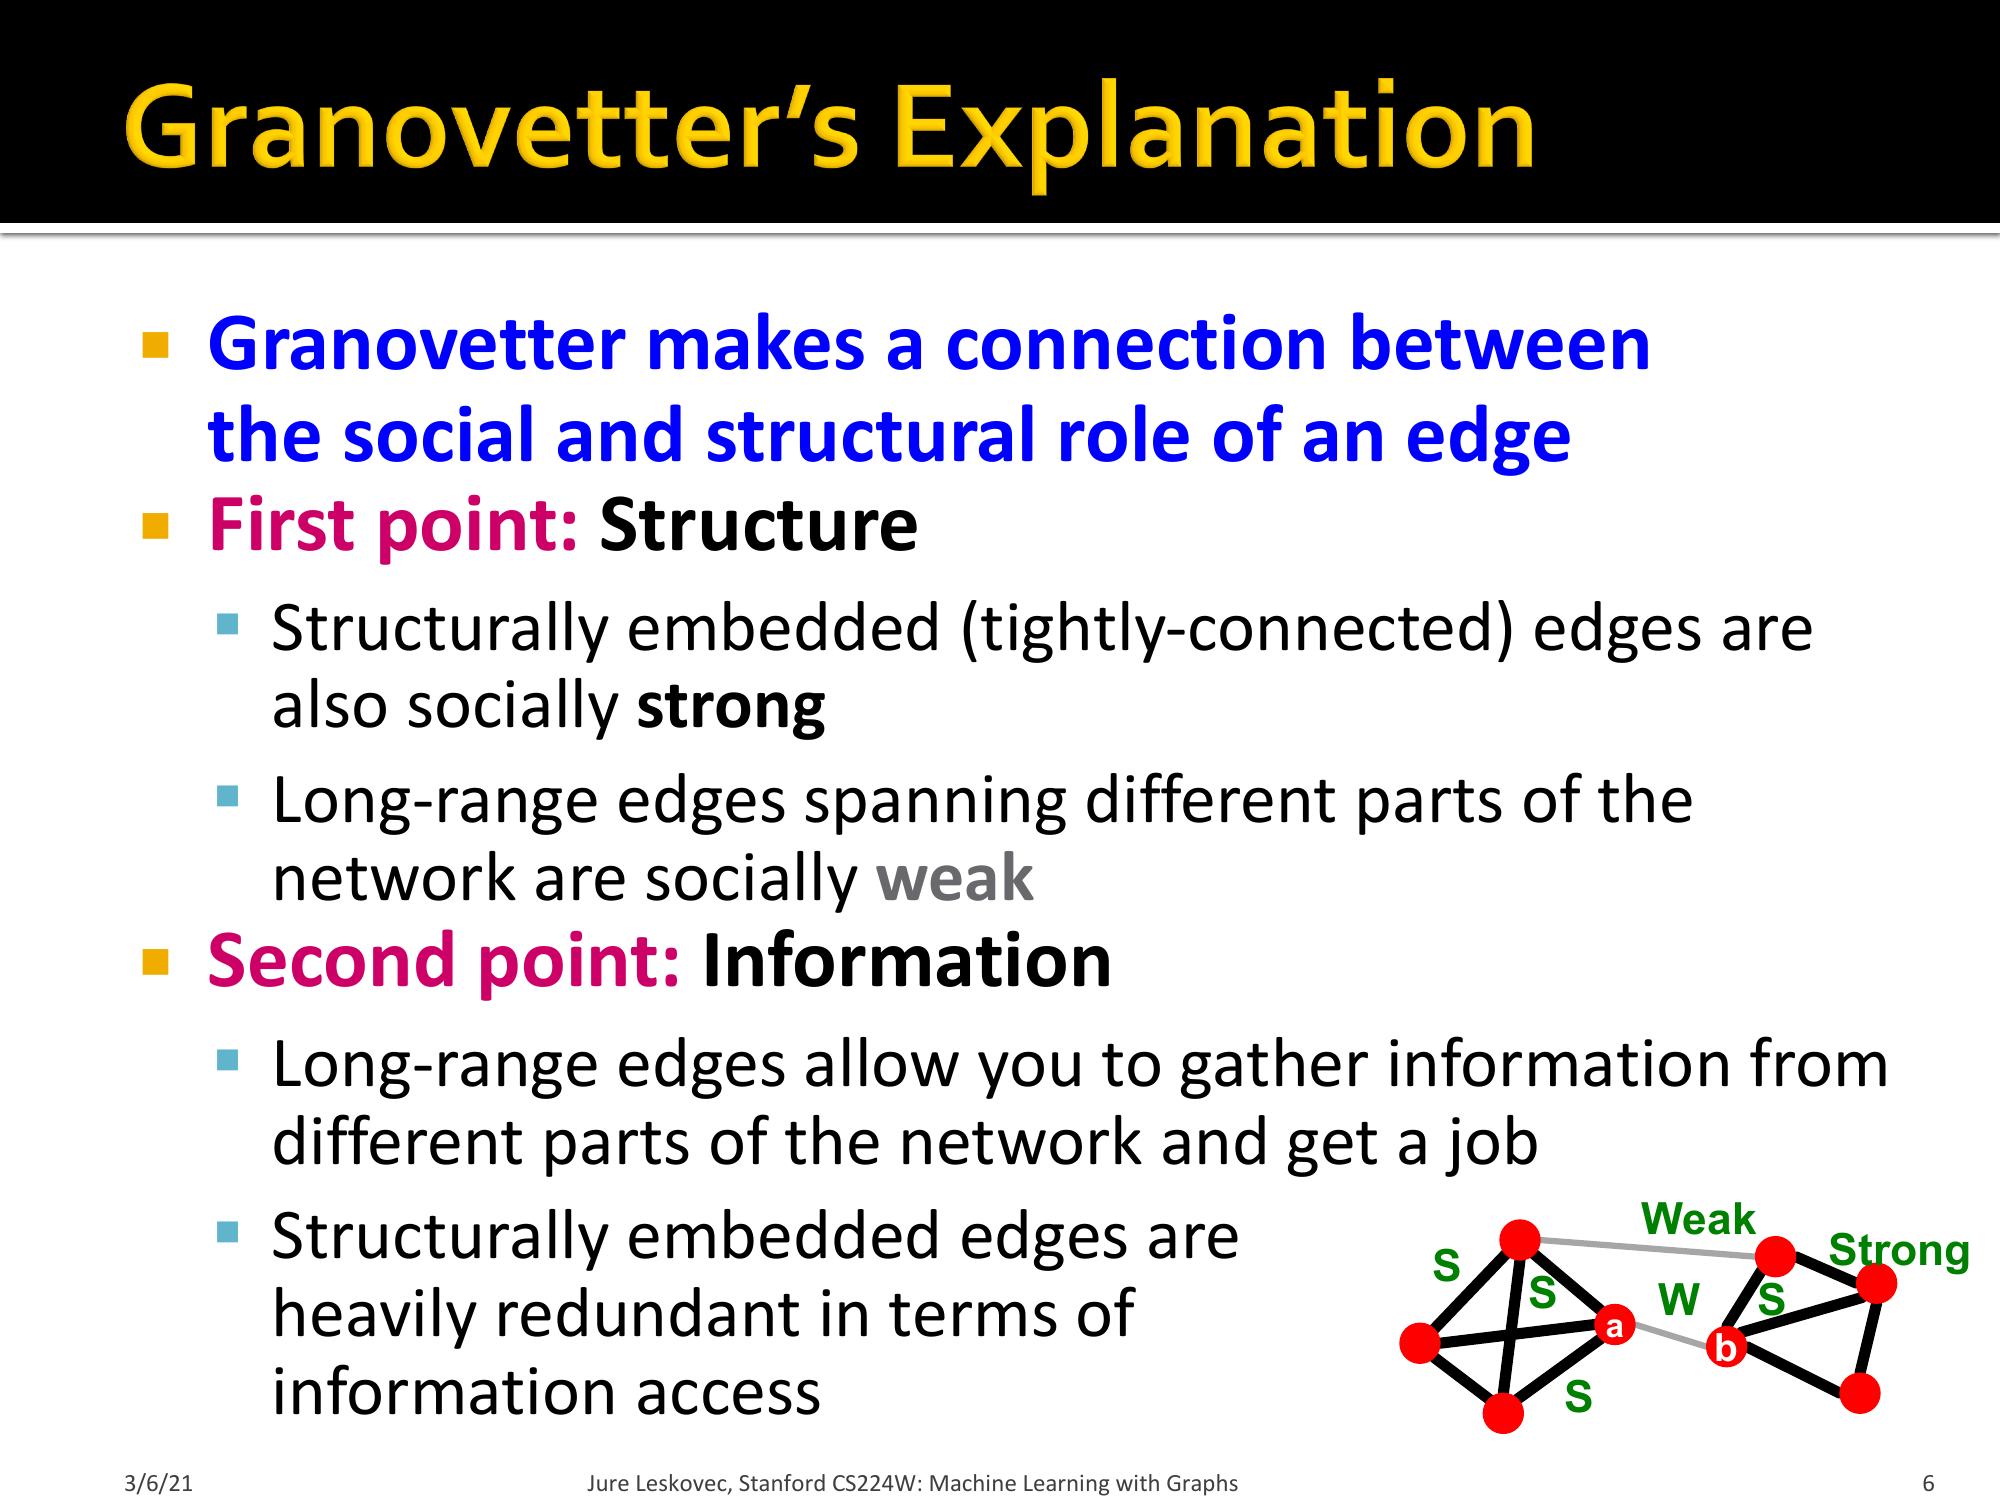 Granovetter’s Explanation
Granovetter makes a connection between
the social and structural role of an edge
First point: Structure
Structurally embedded (tightly-connected) edges are
also socially strong
Long-range edges spanning different parts of the
network are socially weak
Second point: Information
Long-range edges allow you to gather information from
different parts of the network and get a job
Structurally embedded edges are
heavily redundant in terms of
information access
Weak
Strong
S
S
W
S
a
b
S
3/6/21
Jure Leskovec, Stanford CS224W: Machine Learning with Graphs
6